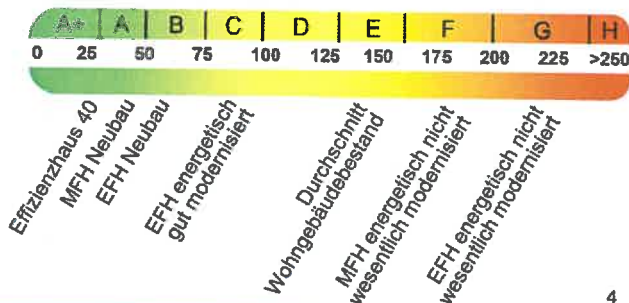 A+ A B C D E F G H
0 25 50 75 100 125 150 175 200 225 >250
Effizienzhaus 40
MFH Neubau
EFH Neubau
EFH energetisch
gut modernisiert
Durchschnitt
Wohngebäudebestand
MFH energetisch nicht
wesentlich modernisiert
EFH energetisch nicht
wesentlich modernisiert
4